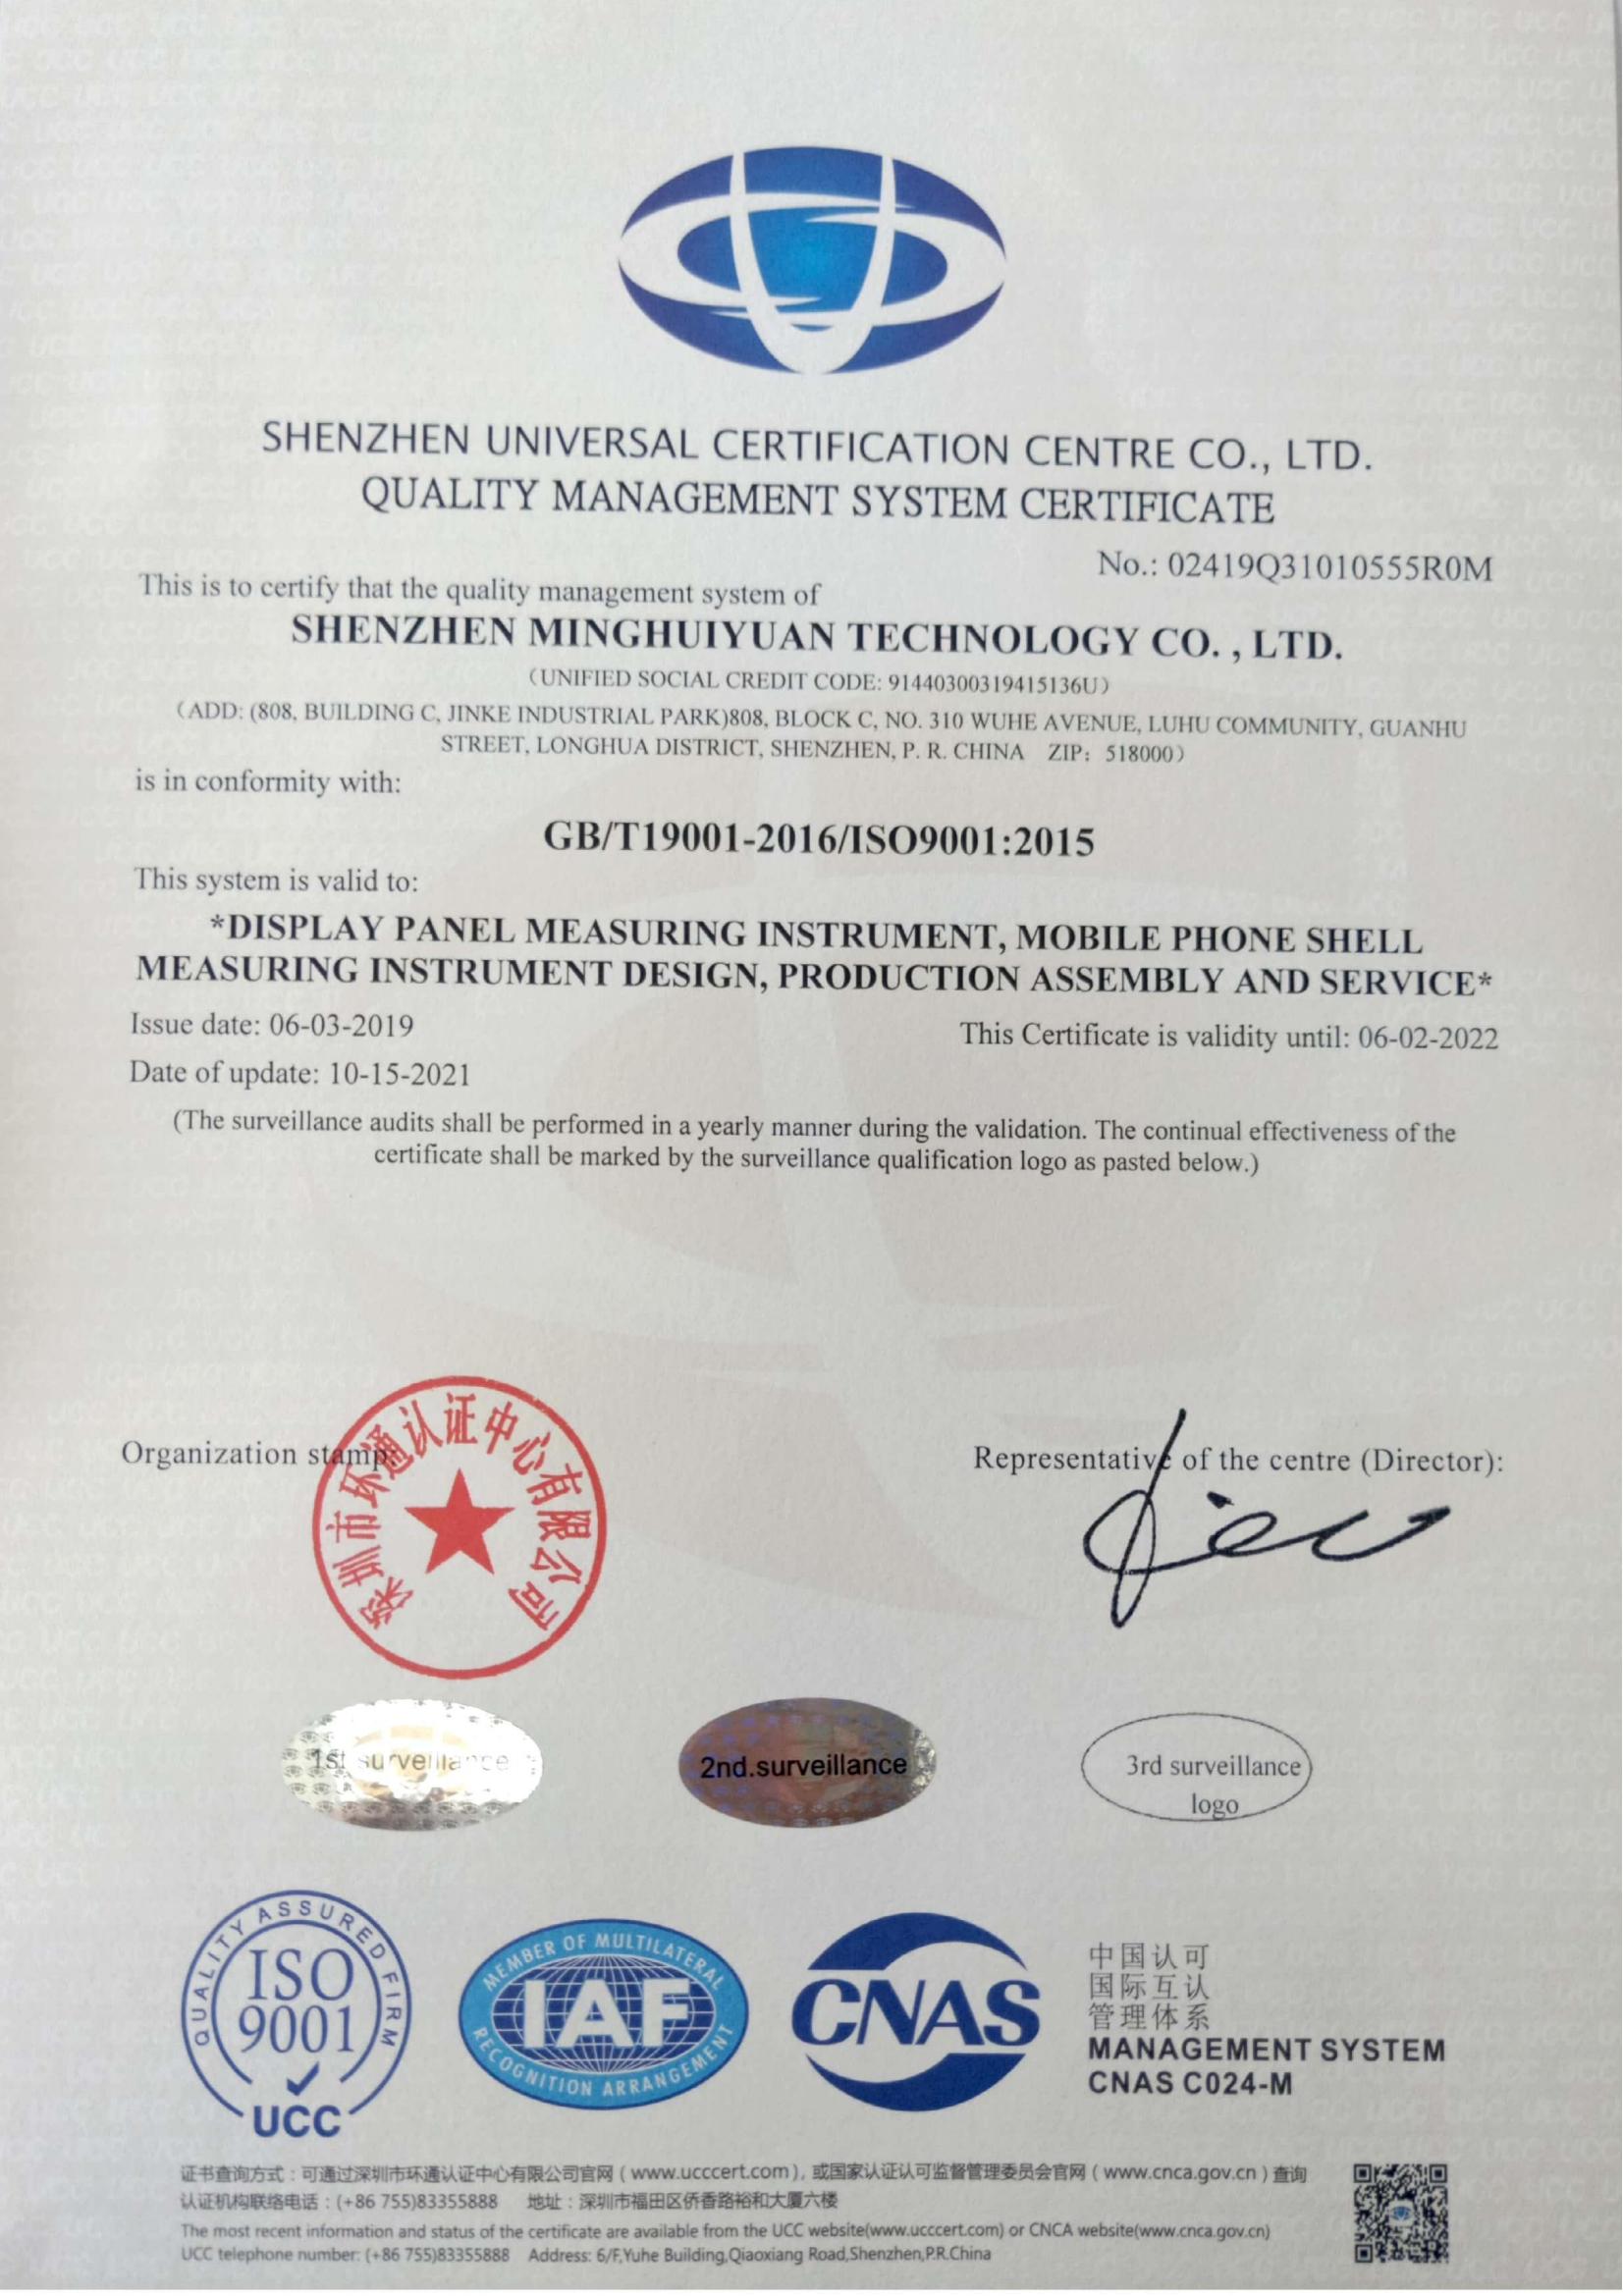 SHENZHEN UNIVERSAL CERTIFICATION CENTRE CO., LTD.
QUALITY MANAGEMENT SYSTEM CERTIFICATE
No.: 02419Q31010555R0M
This is to certify that the quality management system of
SHENZHEN MINGHUIYUAN TECHNOLOGY CO. , LTD.
(UNIFIED SOCIAL CREDIT CODE: 91440300319415136U)
(ADD: (808, BUILDING C, JINKE INDUSTRIAL PARK)808, BLOCK C, NO. 310 WUHE AVENUE, LUHU COMMUNITY, GUANHU
STREET, LONGHUA DISTRICT, SHENZHEN, P. R. CHINA ZIP: 518000)
is in conformity with:
GB/T19001-2016/ISO9001:2015
This system is valid to:
*DISPLAY PANEL MEASURING INSTRUMENT, MOBILE PHONE SHELL
MEASURING INSTRUMENT DESIGN, PRODUCTION ASSEMBLY AND SERVICE*
Issue date: 06-03-2019
This Certificate is validity until: 06-02-2022
Date of update: 10-15-2021
(The surveillance audits shall be performed in a yearly manner during the validation. The continual effectiveness of the
certificate shall be marked by the surveillance qualification logo as pasted below.)
Organization stamp:
深圳市环通认证中心有限公司
Representative of the centre (Director):
1st surveillance
2nd.surveillance
3rd surveillance
logo
QUALITY ASSURED FIRM
ISO
9001
UCC
MEMBER OF MULTILATERAL
IAF
RECOGNITION ARRANGEMENT
CNAS
中国认可
国际互认
管理体系
MANAGEMENT SYSTEM
CNAS C024-M
证书查询方式：可通过深圳市环通认证中心有限公司官网（www.ucccert.com），或国家认证认可监督管理委员会官网（www.cnca.gov.cn）查询
认证机构联络电话：(+86 755)83355888 地址：深圳市福田区侨香路裕和大厦六楼
The most recent information and status of the certificate are available from the UCC website(www.ucccert.com) or CNCA website(www.cnca.gov.cn)
UCC telephone number: (+86 755)83355888 Address: 6/F,Yuhe Building,Qiaoxiang Road,Shenzhen,P.R.China